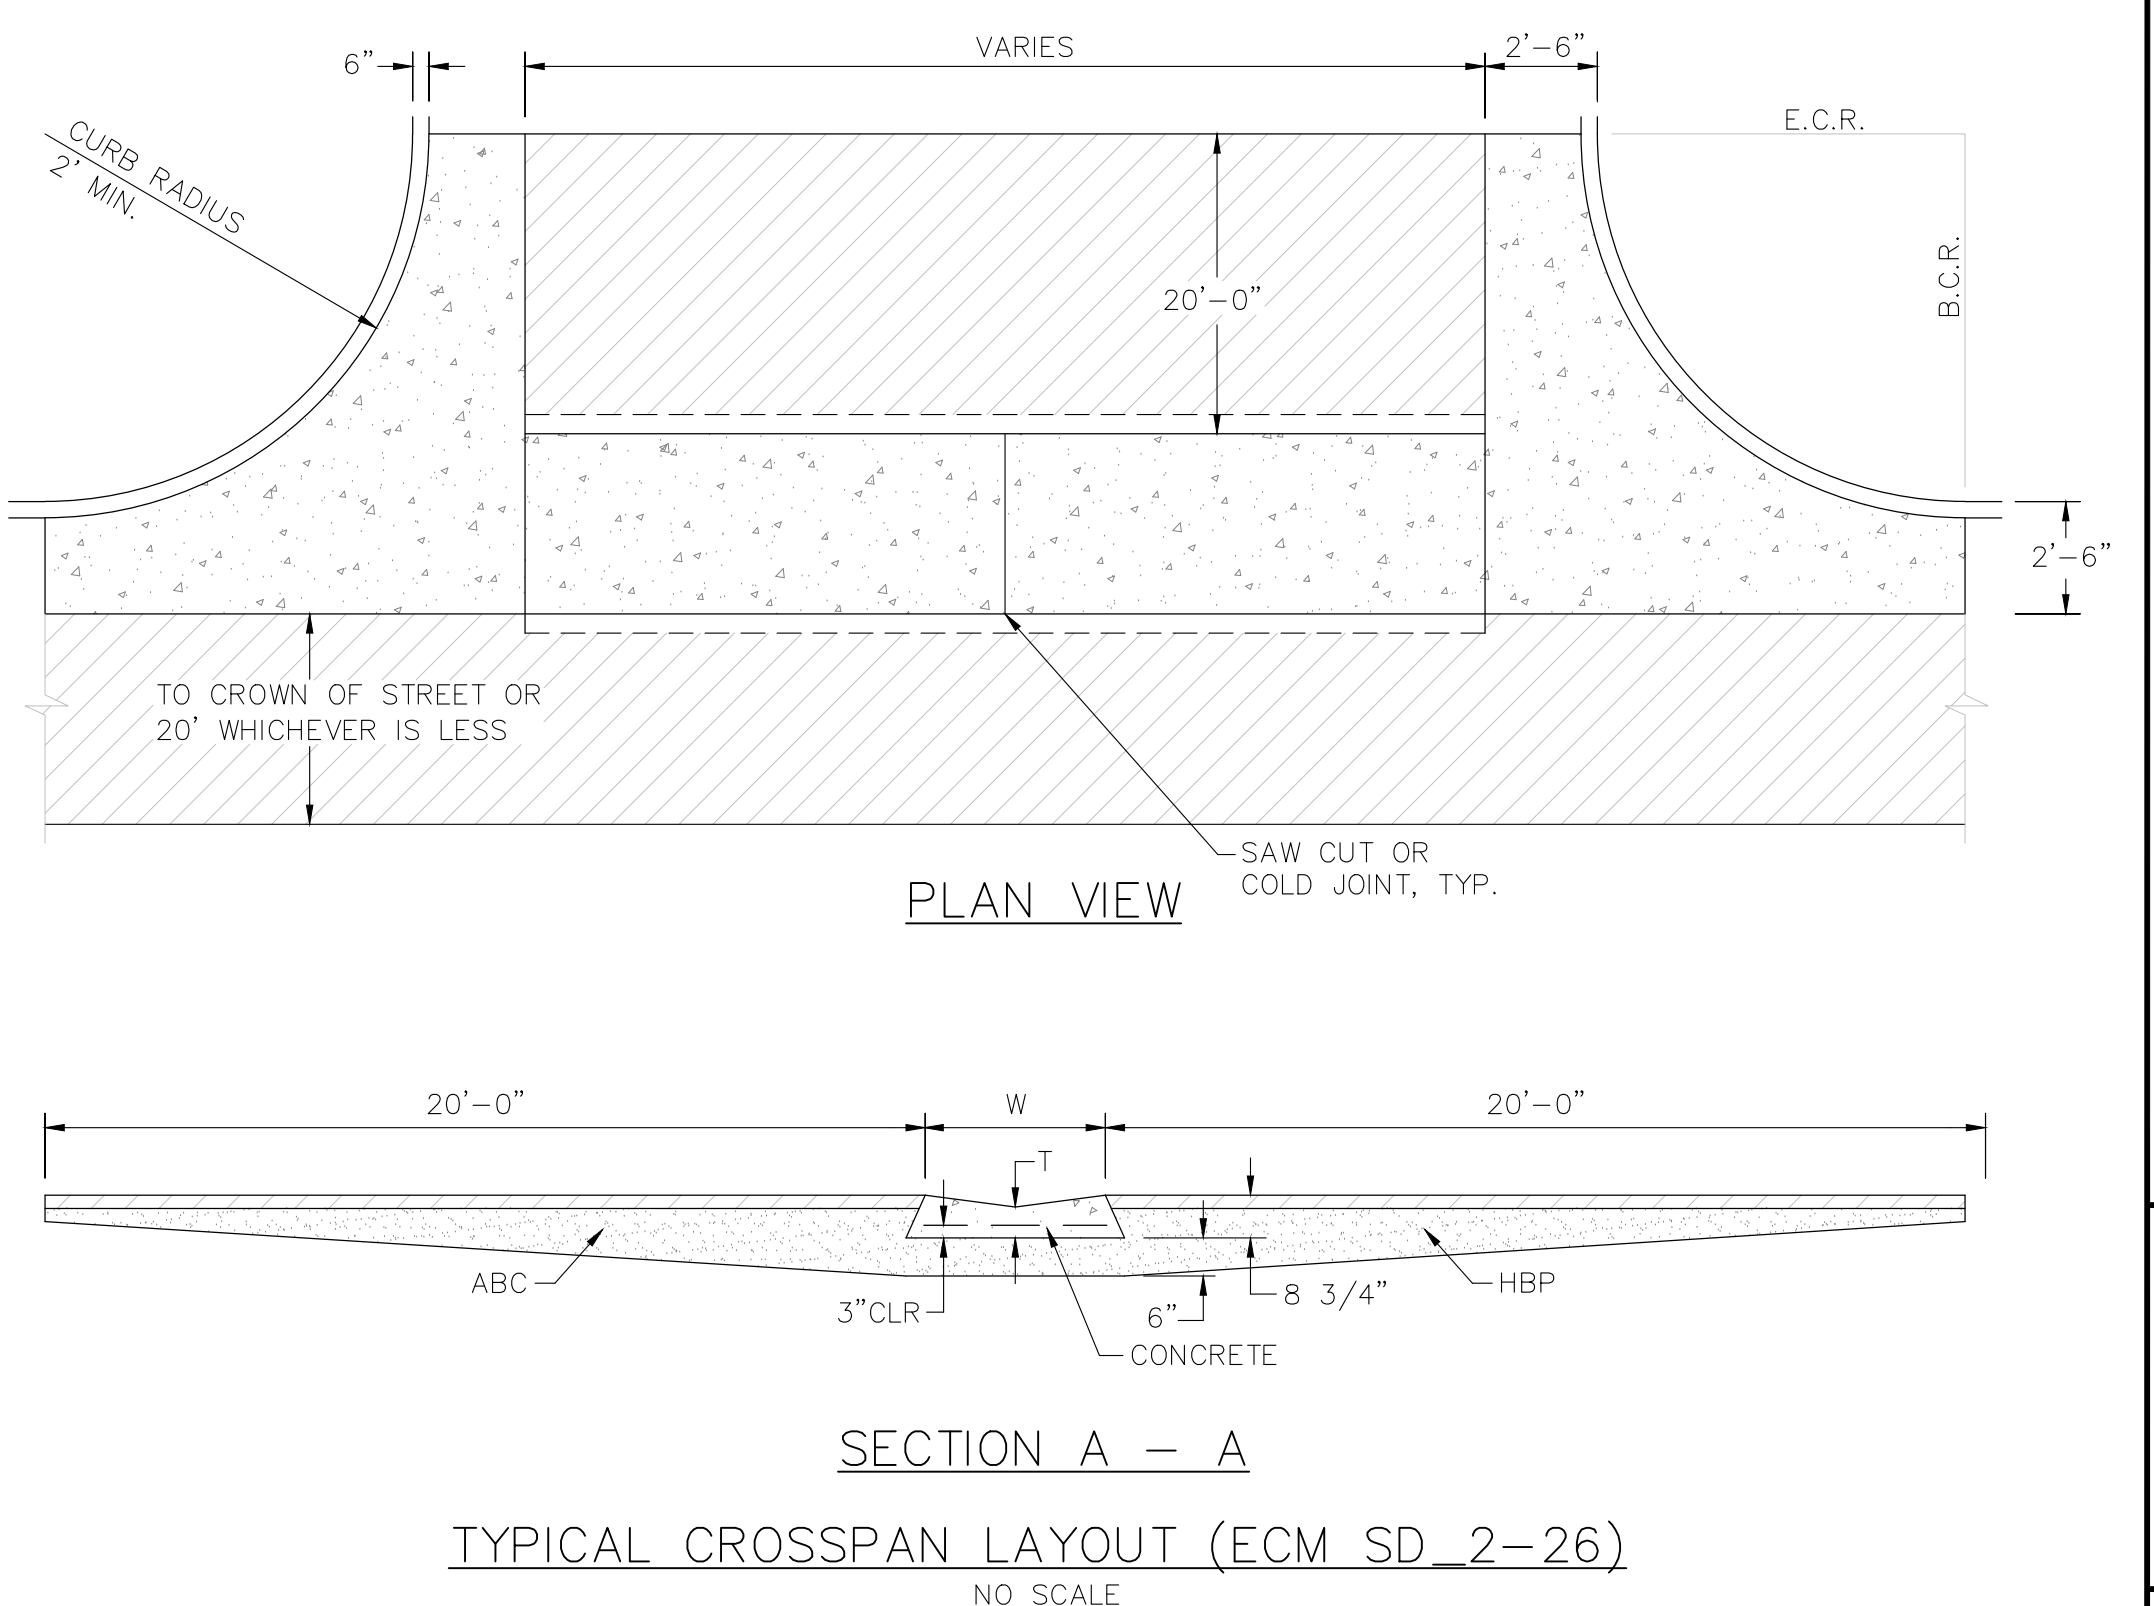 6"
VARIES
2'-6"
E.C.R.
CURB RADIUS
2' MIN.
B.C.R.
20'-0"
2'-6"
TO CROWN OF STREET OR
20' WHICHEVER IS LESS
SAW CUT OR
COLD JOINT, TYP.
PLAN VIEW
20'-0"
W
20'-0"
T
ABC
3"CLR
6"
8 3/4"
HBP
CONCRETE
SECTION A - A
TYPICAL CROSSPAN LAYOUT (ECM SD_2-26)
NO SCALE